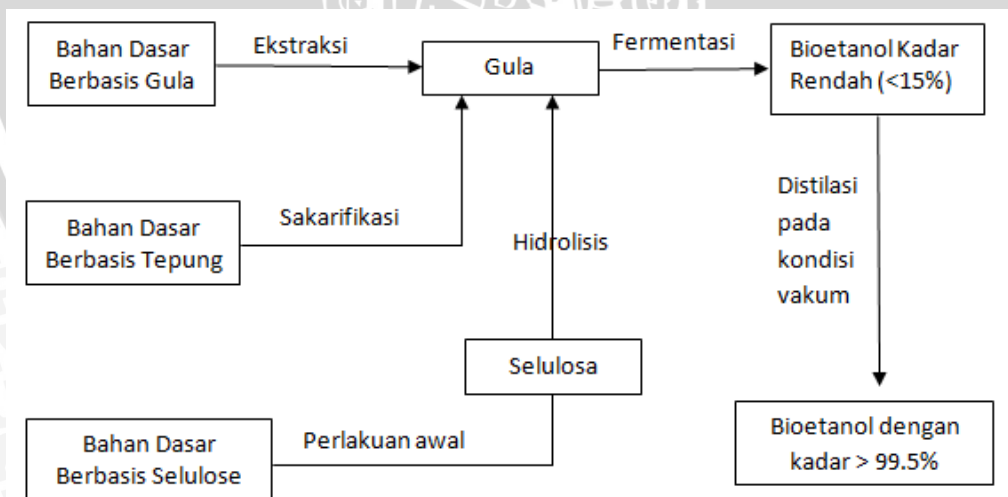 Bahan Dasar
Berbasis Gula
Ekstraksi
Gula
Fermentasi
Bioetanol Kadar
Rendah (<15%)
Bahan Dasar
Berbasis Tepung
Sakarifikasi
Hidrolisis
Distilasi
pada
kondisi
vakum
Selulosa
Bahan Dasar
Berbasis Selulose
Perlakuan awal
Bioetanol dengan
kadar > 99.5%